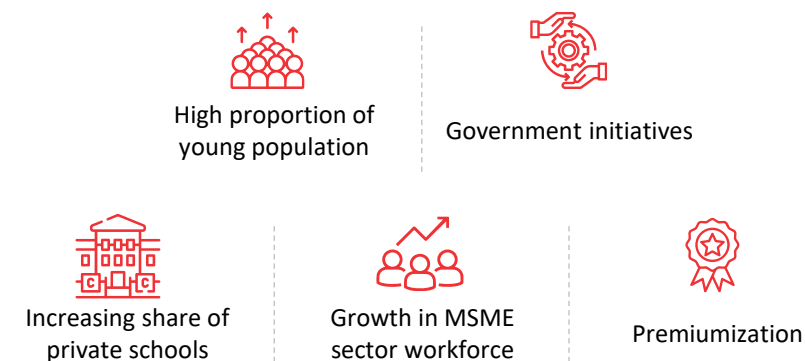 High proportion of
young population
Government initiatives
C C
Increasing share of
private schools
Growth in MSME
sector workforce
Premiumization